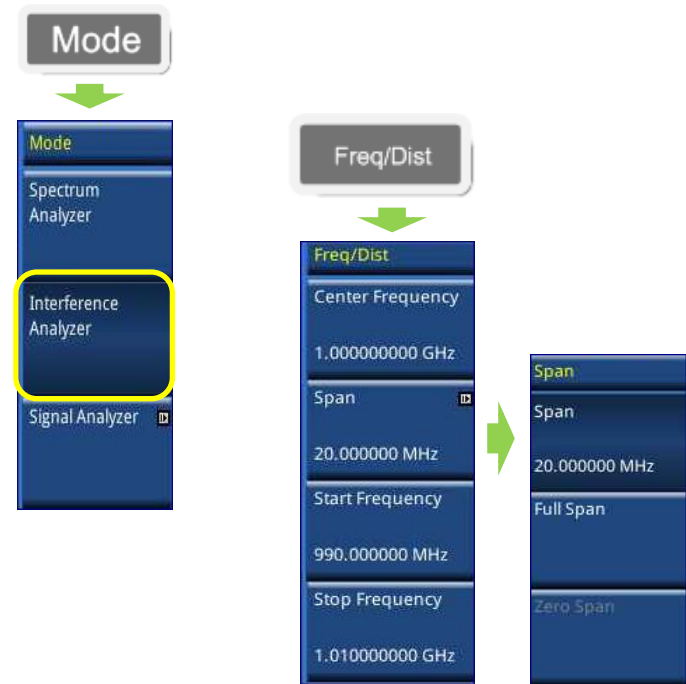 Mode
Mode
Spectrum
Analyzer
Interference
Analyzer
Signal Analyzer
Freq/Dist
Freq/Dist
Center Frequency
1.000000000 GHz
Span
20.000000 MHz
Start Frequency
990.000000 MHz
Stop Frequency
1.010000000 GHz
Span
Span
20.000000 MHz
Full Span
Zero Span